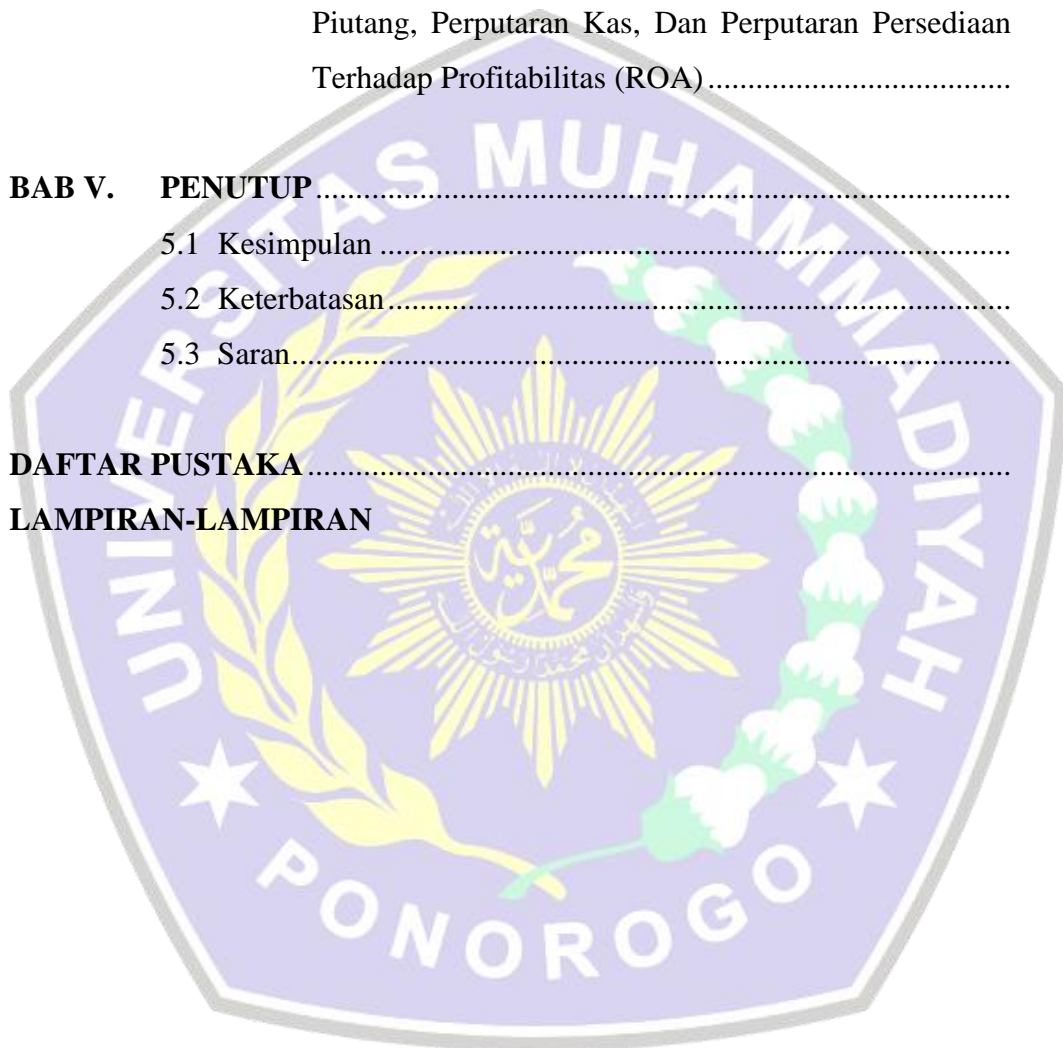 Piutang, Perputaran Kas, Dan Perputaran Persediaan
Terhadap Profitabilitas (ROA)....................................
BAB V. PENUTUP....................................................................................
5.1 Kesimpulan ............................................................................
5.2 Keterbatasan...........................................................................
5.3 Saran.......................................................................................
DAFTAR PUSTAKA.....................................................................................
LAMPIRAN-LAMPIRAN
UNIVERSITAS MUHAMMADIYAH
محمدية
PONOROGO